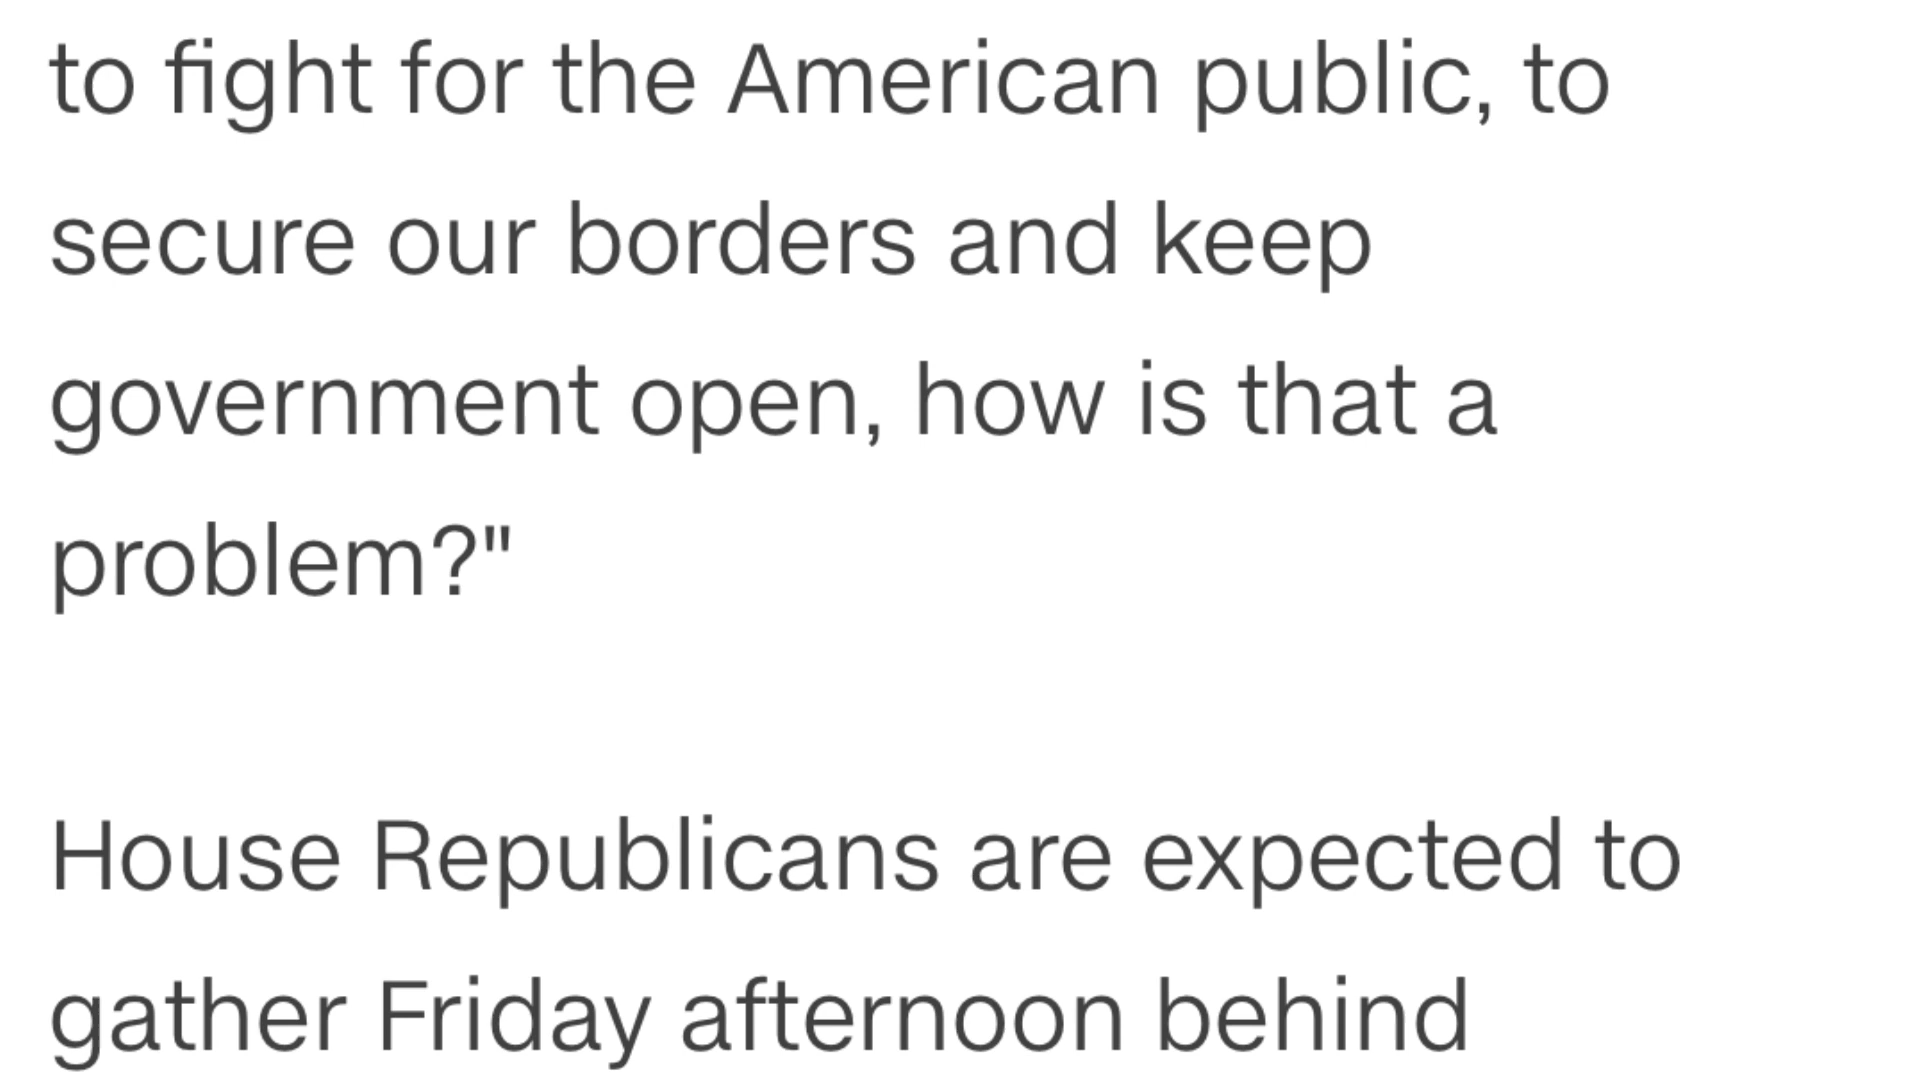 to fight for the American public, to
secure our borders and keep
government open, how is that a
problem?"
House Republicans are expected to
gather Friday afternoon behind